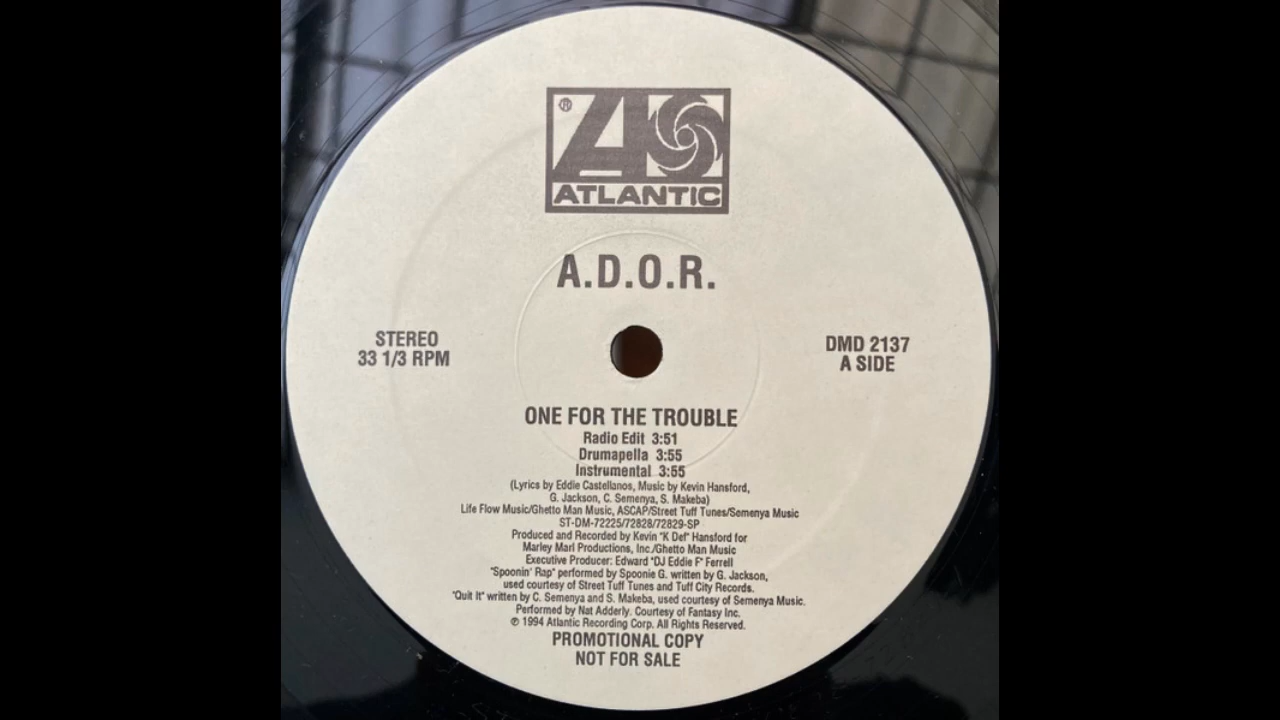 ®
ATLANTIC
A.D.O.R.
STEREO
33 1/3 RPM
DMD 2137
A SIDE
ONE FOR THE TROUBLE
Radio Edit 3:51
Drumapella 3:55
Instrumental 3:55
(Lyrics by Eddie Castellanos, Music by Kevin Hansford,
G. Jackson, C. Semenya, S. Makeba)
Life Flow Music/Ghetto Man Music, ASCAP/Street Tuff Tunes/Semenya Music
ST-DM-72225/72828/72829-SP
Produced and Recorded by Kevin "K Def" Hansford for
Marley Marl Productions, Inc./Ghetto Man Music
Executive Producer: Edward "DJ Eddie F" Ferrell
"Spoonin' Rap" performed by Spoonie G. written by G. Jackson,
used courtesy of Street Tuff Tunes and Tuff City Records.
"Quit It" written by C. Semenya and S. Makeba, used courtesy of Semenya Music.
Performed by Nat Adderly. Courtesy of Fantasy Inc.
℗ 1994 Atlantic Recording Corp. All Rights Reserved.
PROMOTIONAL COPY
NOT FOR SALE